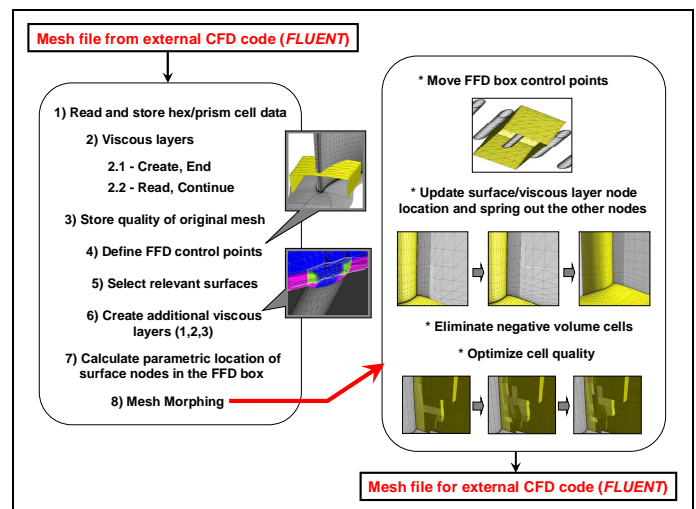 Mesh file from external CFD code (FLUENT)
1) Read and store hex/prism cell data
2) Viscous layers
2.1 - Create, End
2.2 - Read, Continue
3) Store quality of original mesh
4) Define FFD control points
5) Select relevant surfaces
6) Create additional viscous
layers (1,2,3)
7) Calculate parametric location of
surface nodes in the FFD box
8) Mesh Morphing
* Move FFD box control points
* Update surface/viscous layer node
location and spring out the other nodes
* Eliminate negative volume cells
* Optimize cell quality
Mesh file for external CFD code (FLUENT)